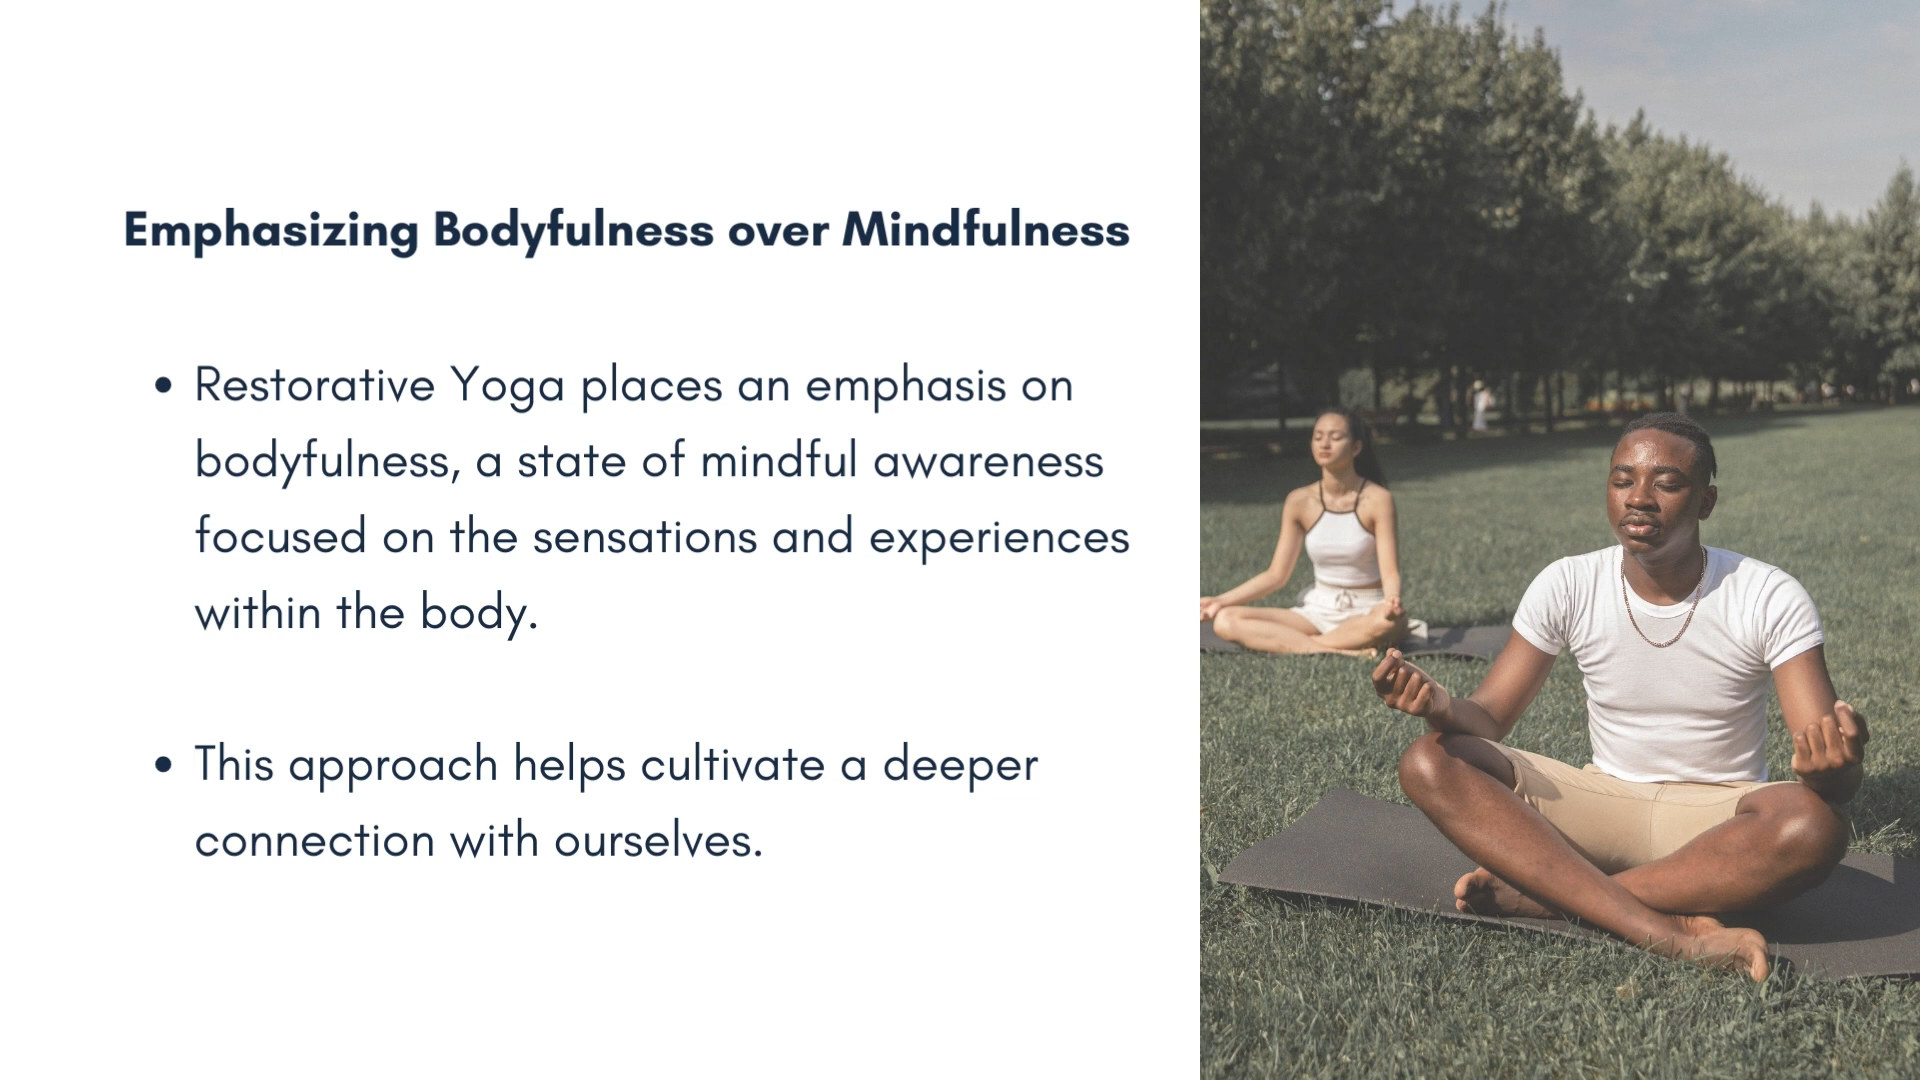 Emphasizing Bodyfulness over Mindfulness
• Restorative Yoga places an emphasis on
bodyfulness, a state of mindful awareness
focused on the sensations and experiences
within the body.
• This approach helps cultivate a deeper
connection with ourselves.